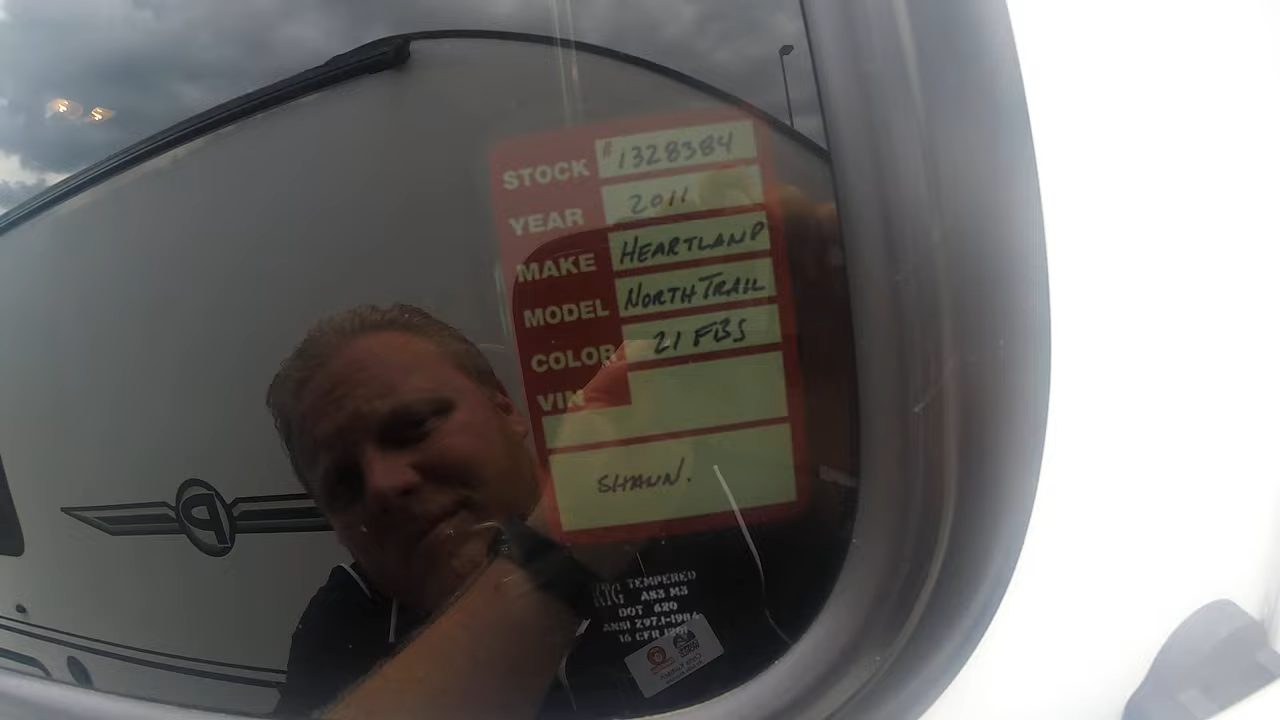 STOCK #1328384
YEAR 2011
MAKE HEARTLAND
MODEL NORTH TRAIL
COLOR 21 FBS
VIN
SHAWN.
TEMPERED
AS3 M3
DOT 620
ANSI Z97.1-1984
16 CFR 1201